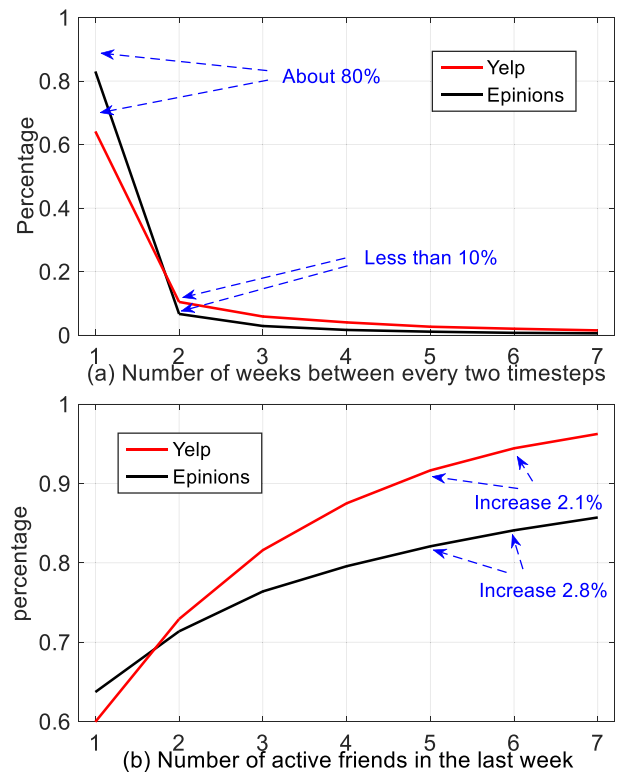 1
0.8
0.6
0.4
0.2
0
Percentage
About 80%
Less than 10%
Yelp
Epinions
1 2 3 4 5 6 7
(a) Number of weeks between every two timesteps
1
0.9
0.8
0.7
0.6
percentage
Yelp
Epinions
Increase 2.1%
Increase 2.8%
1 2 3 4 5 6 7
(b) Number of active friends in the last week